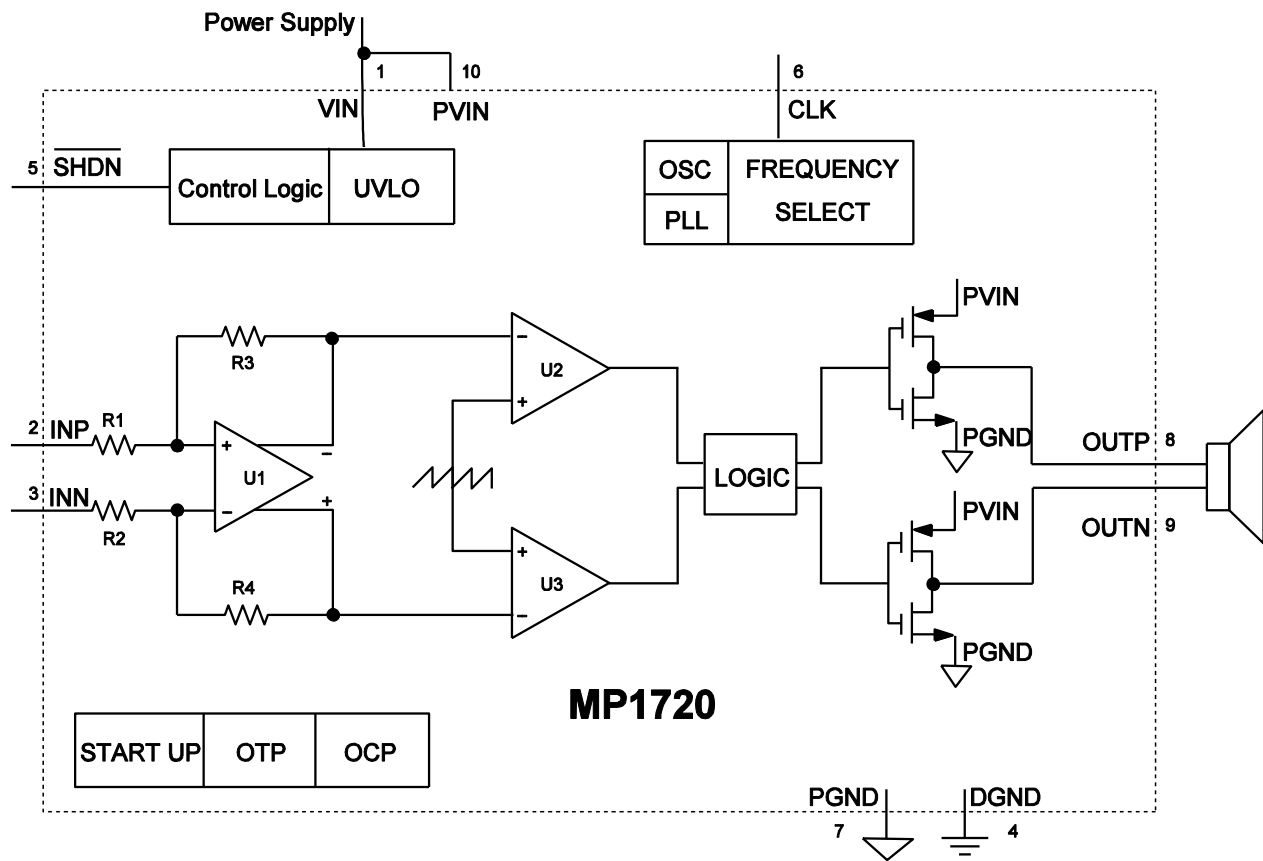 Power Supply
1
10
6
VIN
PVIN
CLK
5
SHDN
Control Logic
UVLO
OSC
PLL
FREQUENCY
SELECT
PVIN
R3
−
U2
+
2
INP
R1
+
−
U1
PGND
OUTP
8
LOGIC
3
INN
R2
−
+
PVIN
OUTN
9
+
U3
−
R4
PGND
MP1720
START UP
OTP
OCP
PGND
DGND
7
4